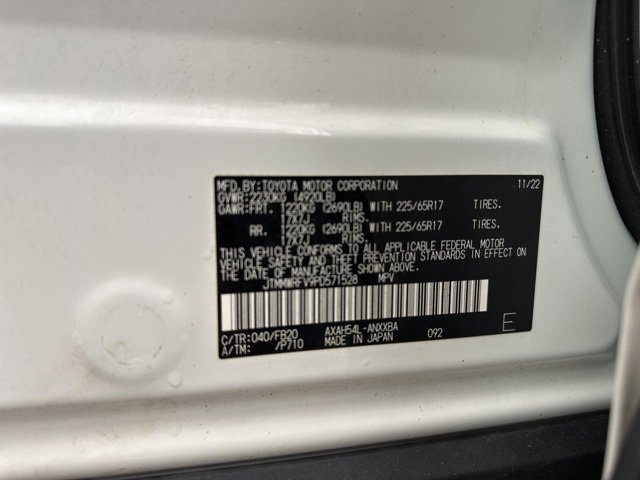 MFD. BY: TOYOTA MOTOR CORPORATION 11/22
GVWR: 2230KG (4920LB)
GAWR: FRT. 1220KG (2690LB) WITH 225/65R17 TIRES.
17X7J RIMS.
RR. 1220KG (2690LB) WITH 225/65R17 TIRES.
17X7J RIMS.
THIS VEHICLE CONFORMS TO ALL APPLICABLE FEDERAL MOTOR
VEHICLE SAFETY AND THEFT PREVENTION STANDARDS IN EFFECT
ON THE DATE OF MANUFACTURE SHOWN ABOVE.
JTMMWRFV9PD571528 MPV
C/TR: 040/FB20 AXAH54L-ANXXBA 092 E
A/TM: /P710 MADE IN JAPAN